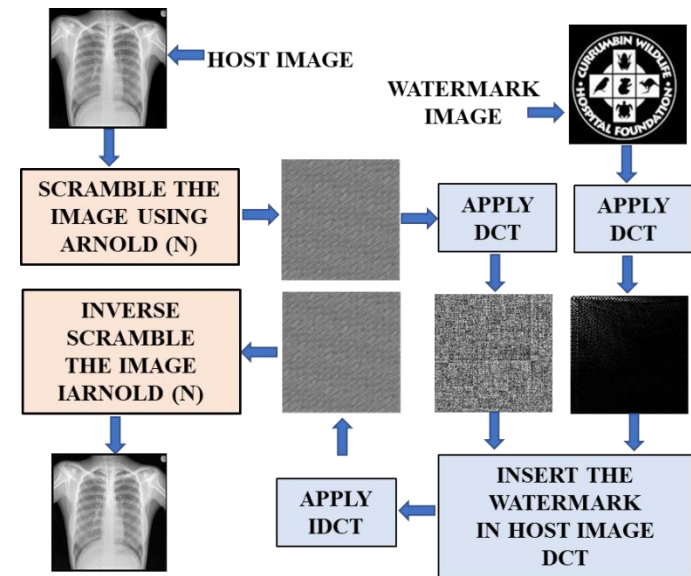 HOST IMAGE
WATERMARK
IMAGE
CURRUMBIN WILDLIFE
HOSPITAL FOUNDATION
SCRAMBLE THE
IMAGE USING
ARNOLD (N)
APPLY
DCT
APPLY
DCT
INVERSE
SCRAMBLE
THE IMAGE
IARNOLD (N)
APPLY
IDCT
INSERT THE
WATERMARK
IN HOST IMAGE
DCT